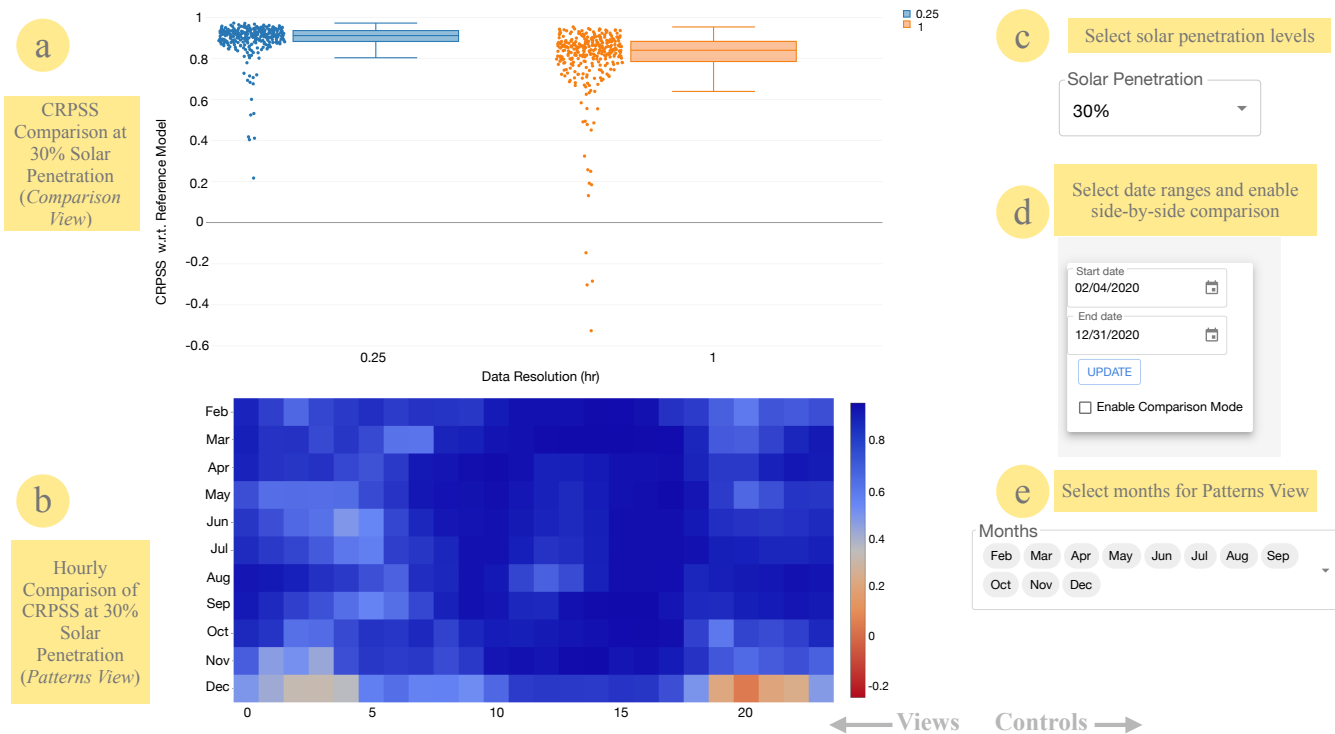 a
CRPSS
Comparison at
30% Solar
Penetration
(Comparison
View)
CRPSS w.r.t. Reference Model
1
0.8
0.6
0.4
0.2
0
-0.2
-0.4
-0.6
0.25
1
Data Resolution (hr)
0.25
1
b
Hourly
Comparison of
CRPSS at 30%
Solar
Penetration
(Patterns View)
Feb
Mar
Apr
May
Jun
Jul
Aug
Sep
Oct
Nov
Dec
0 5 10 15 20
0.8
0.6
0.4
0.2
0
-0.2
c
Select solar penetration levels
Solar Penetration
30%
d
Select date ranges and enable
side-by-side comparison
Start date
02/04/2020
End date
12/31/2020
UPDATE
Enable Comparison Mode
e
Select months for Patterns View
Months
Feb Mar Apr May Jun Jul Aug Sep
Oct Nov Dec
Views Controls